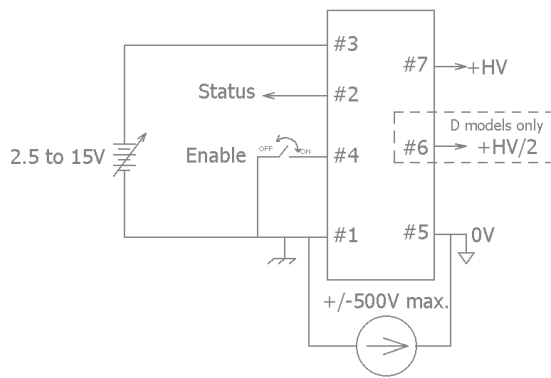 #3
#7
+HV
Status
#2
D models only
2.5 to 15V
Enable
OFF
ON
#4
#6
+HV/2
#1
#5
0V
+/-500V max.